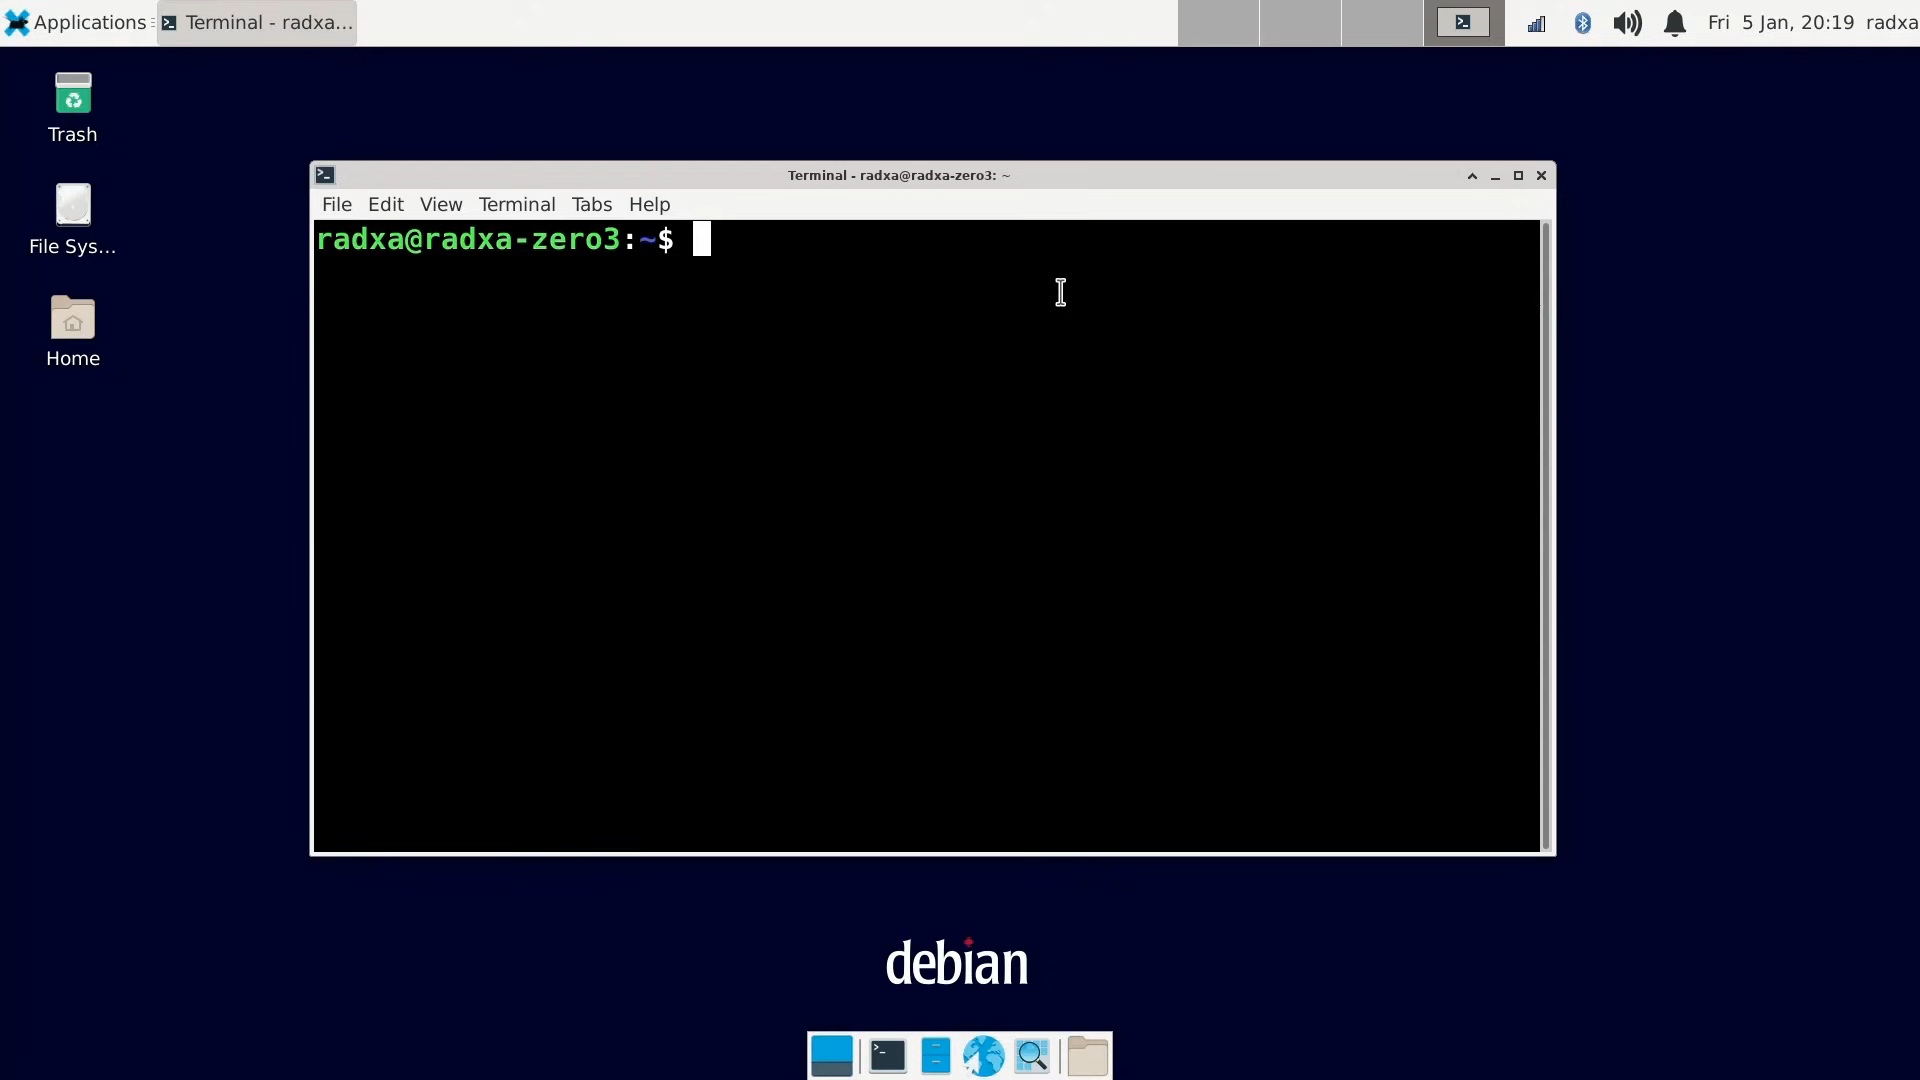 Applications
Terminal - radxa...
Fri 5 Jan, 20:19 radxa
Trash
File Sys...
Home
Terminal - radxa@radxa-zero3: ~
File Edit View Terminal Tabs Help
radxa@radxa-zero3:~$
debian